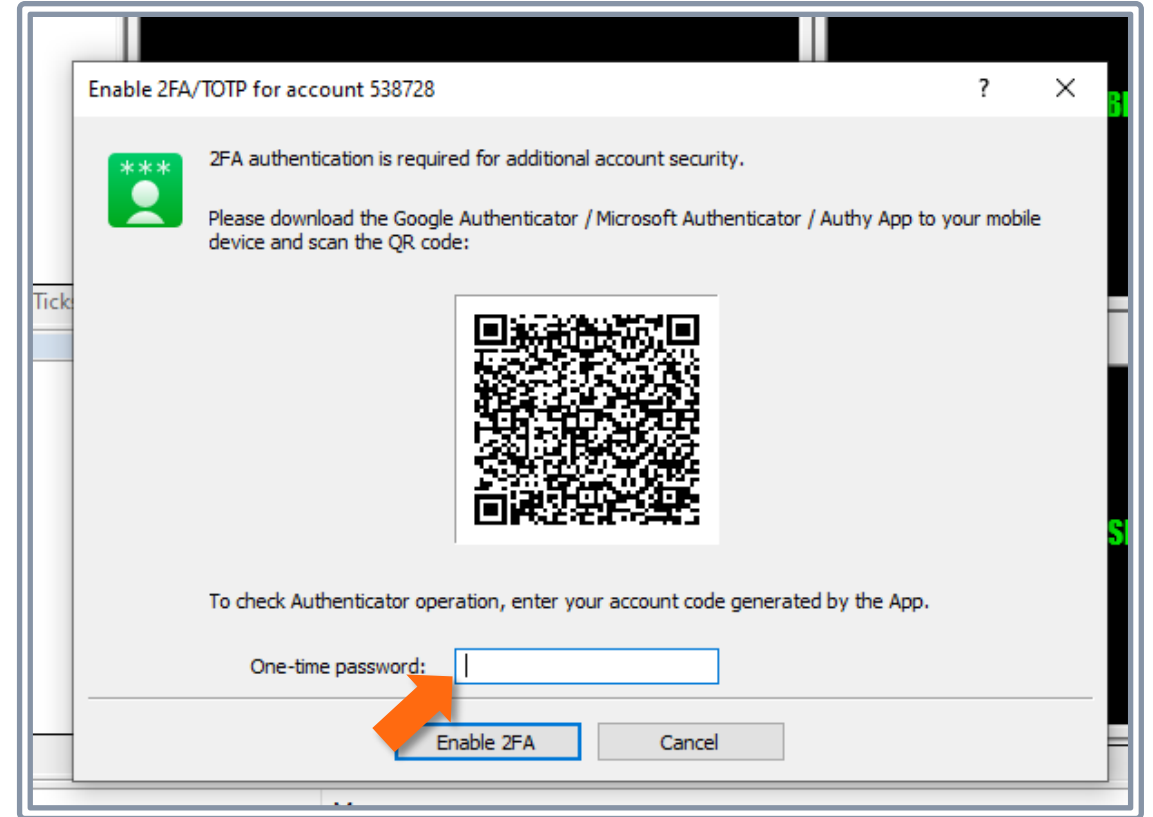 Enable 2FA/TOTP for account 538728
?
***
2FA authentication is required for additional account security.
Please download the Google Authenticator / Microsoft Authenticator / Authy App to your mobile
device and scan the QR code:
Tick
To check Authenticator operation, enter your account code generated by the App.
One-time password:
Enable 2FA
Cancel